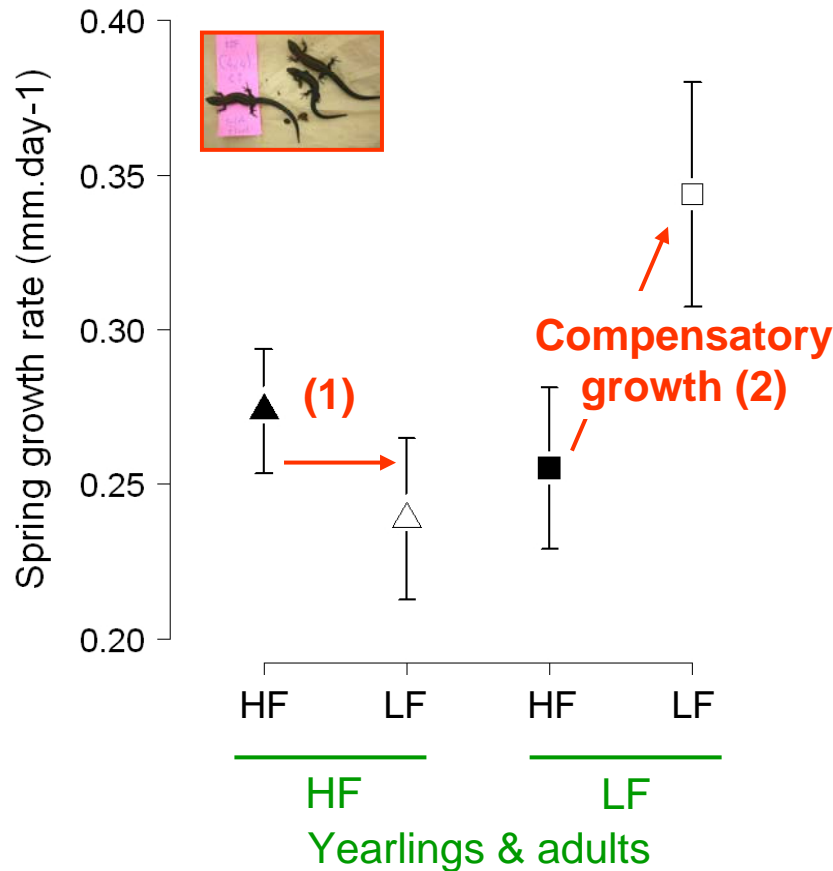 Spring growth rate (mm.day-1)
0.40
0.35
0.30
0.25
0.20
(1)
Compensatory
growth (2)
HF LF HF LF
HF LF
Yearlings & adults